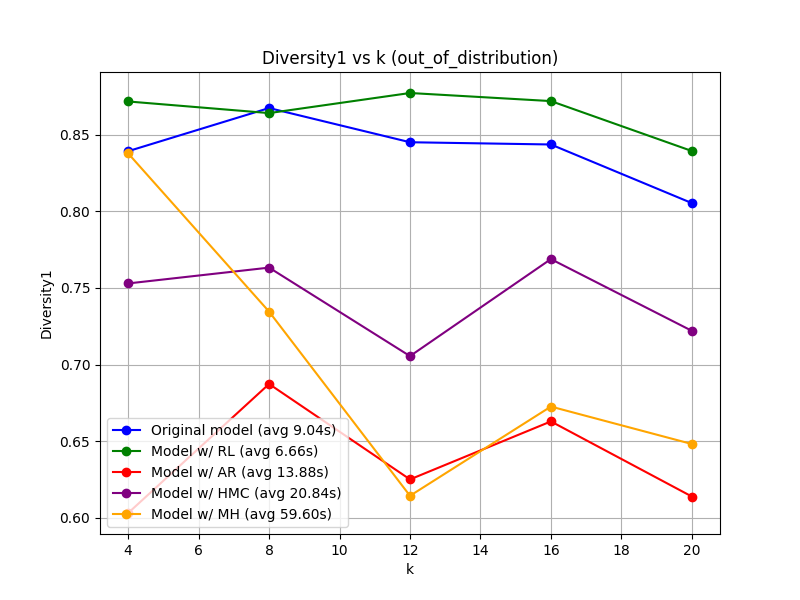 Diversity1 vs k (out_of_distribution)
Diversity1
0.85
0.80
0.75
0.70
0.65
0.60
Original model (avg 9.04s)
Model w/ RL (avg 6.66s)
Model w/ AR (avg 13.88s)
Model w/ HMC (avg 20.84s)
Model w/ MH (avg 59.60s)
4 6 8 10 12 14 16 18 20
k